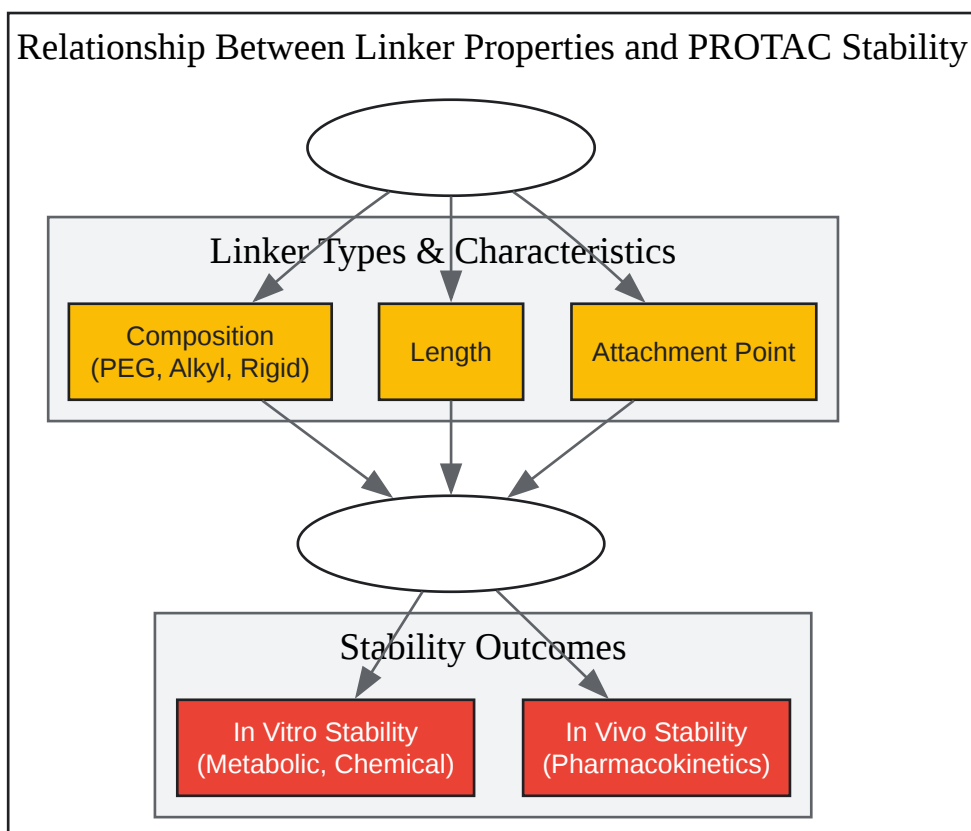 Relationship Between Linker Properties and PROTAC Stability
Linker Types & Characteristics
Composition
(PEG, Alkyl, Rigid)
Length
Attachment Point
Stability Outcomes
In Vitro Stability
(Metabolic, Chemical)
In Vivo Stability
(Pharmacokinetics)